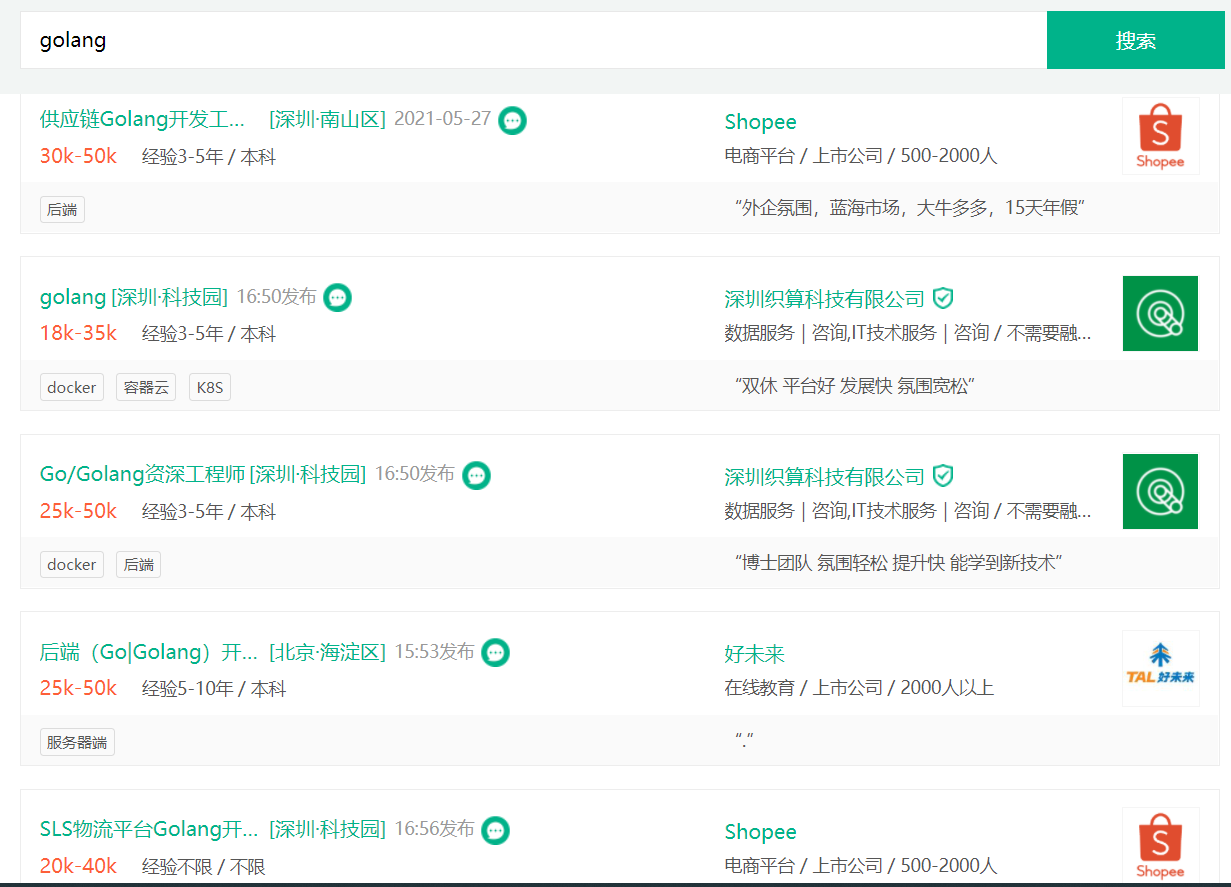 golang 搜索
供应链Golang开发工... [深圳·南山区] 2021-05-27
30k-50k 经验3-5年 / 本科
后端
Shopee
电商平台 / 上市公司 / 500-2000人
“外企氛围，蓝海市场，大牛多多，15天年假”
Shopee
golang [深圳·科技园] 16:50发布
18k-35k 经验3-5年 / 本科
docker 容器云 K8S
深圳织算科技有限公司
数据服务｜咨询,IT技术服务｜咨询 / 不需要融...
“双休 平台好 发展快 氛围宽松”
Go/Golang资深工程师 [深圳·科技园] 16:50发布
25k-50k 经验3-5年 / 本科
docker 后端
深圳织算科技有限公司
数据服务｜咨询,IT技术服务｜咨询 / 不需要融...
“博士团队 氛围轻松 提升快 能学到新技术”
后端（Go|Golang）开... [北京·海淀区] 15:53发布
25k-50k 经验5-10年 / 本科
服务器端
好未来
在线教育 / 上市公司 / 2000人以上
“.”
TAL 好未来
SLS物流平台Golang开... [深圳·科技园] 16:56发布
20k-40k 经验不限 / 不限
Shopee
电商平台 / 上市公司 / 500-2000人
Shopee